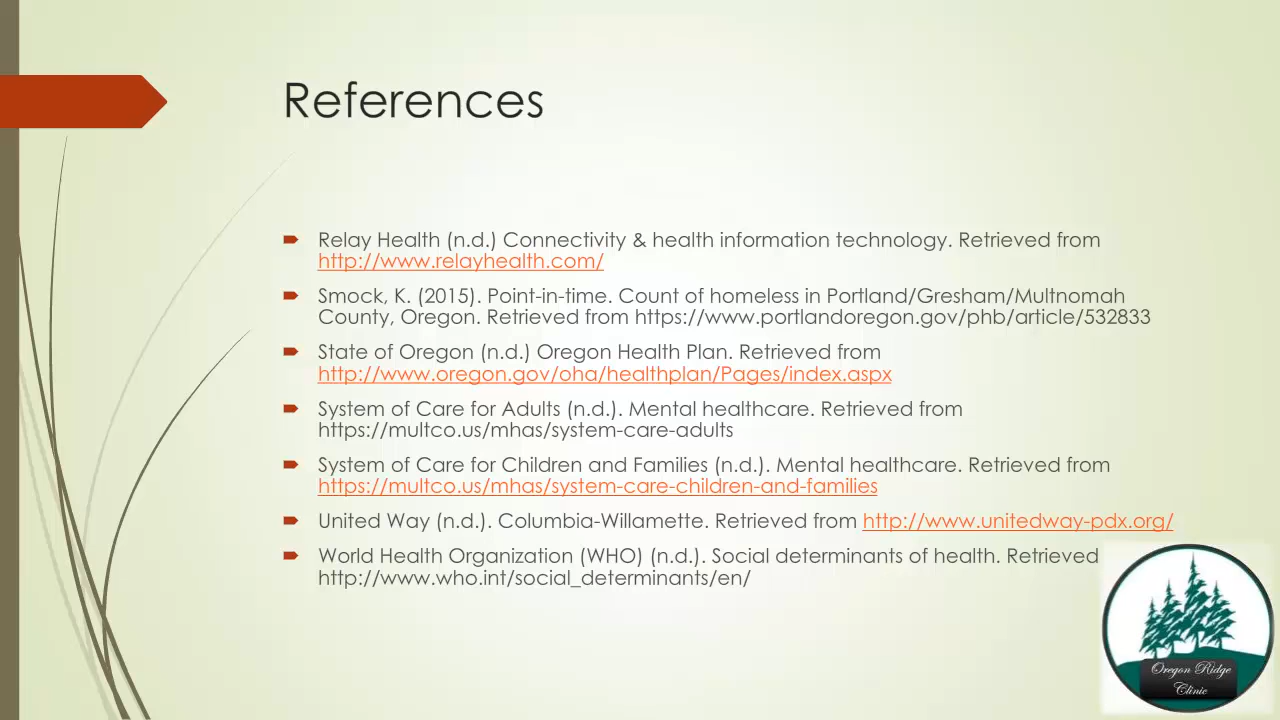 References
Relay Health (n.d.) Connectivity & health information technology. Retrieved from
http://www.relayhealth.com/
Smock, K. (2015). Point-in-time. Count of homeless in Portland/Gresham/Multnomah
County, Oregon. Retrieved from https://www.portlandoregon.gov/phb/article/532833
State of Oregon (n.d.) Oregon Health Plan. Retrieved from
http://www.oregon.gov/oha/healthplan/Pages/index.aspx
System of Care for Adults (n.d.). Mental healthcare. Retrieved from
https://multco.us/mhas/system-care-adults
System of Care for Children and Families (n.d.). Mental healthcare. Retrieved from
https://multco.us/mhas/system-care-children-and-families
United Way (n.d.). Columbia-Willamette. Retrieved from http://www.unitedway-pdx.org/
World Health Organization (WHO) (n.d.). Social determinants of health. Retrieved
http://www.who.int/social_determinants/en/
Oregon Ridge
Clinic